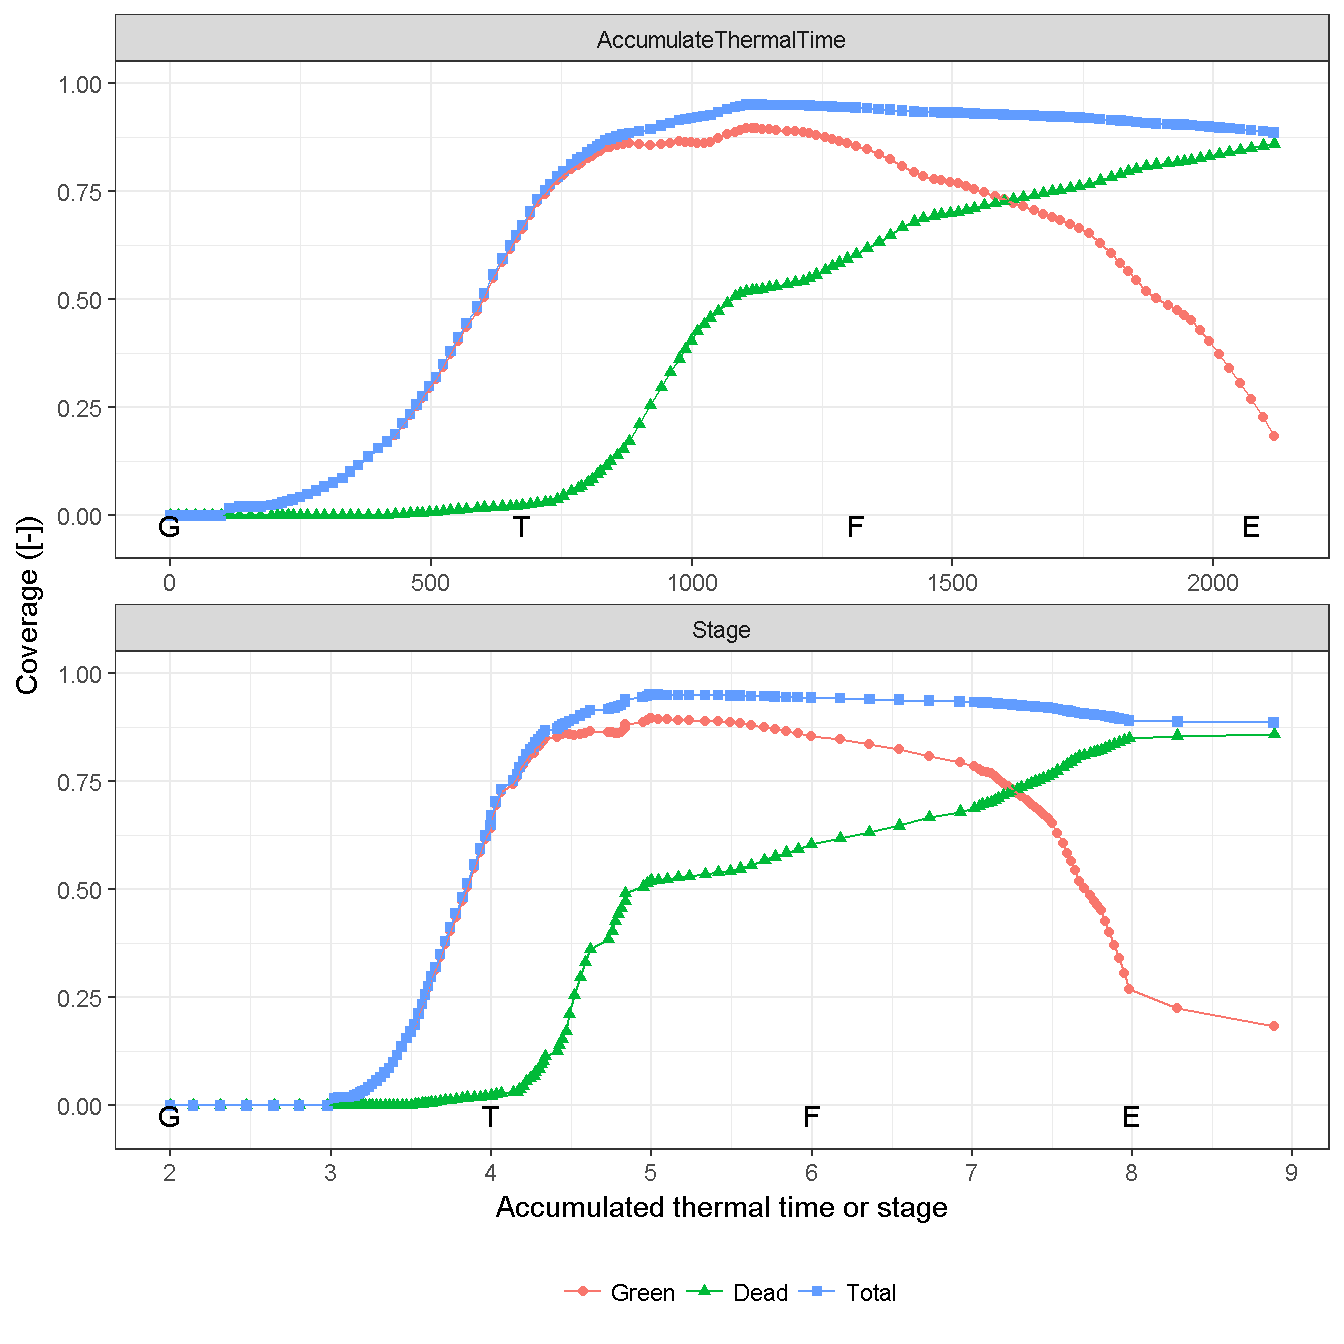 AccumulateThermalTime
1.00
0.75
0.50
0.25
0.00
G T F E
0 500 1000 1500 2000
Coverage ([-])
Stage
1.00
0.75
0.50
0.25
0.00
G T F E
2 3 4 5 6 7 8 9
Accumulated thermal time or stage
Green Dead Total